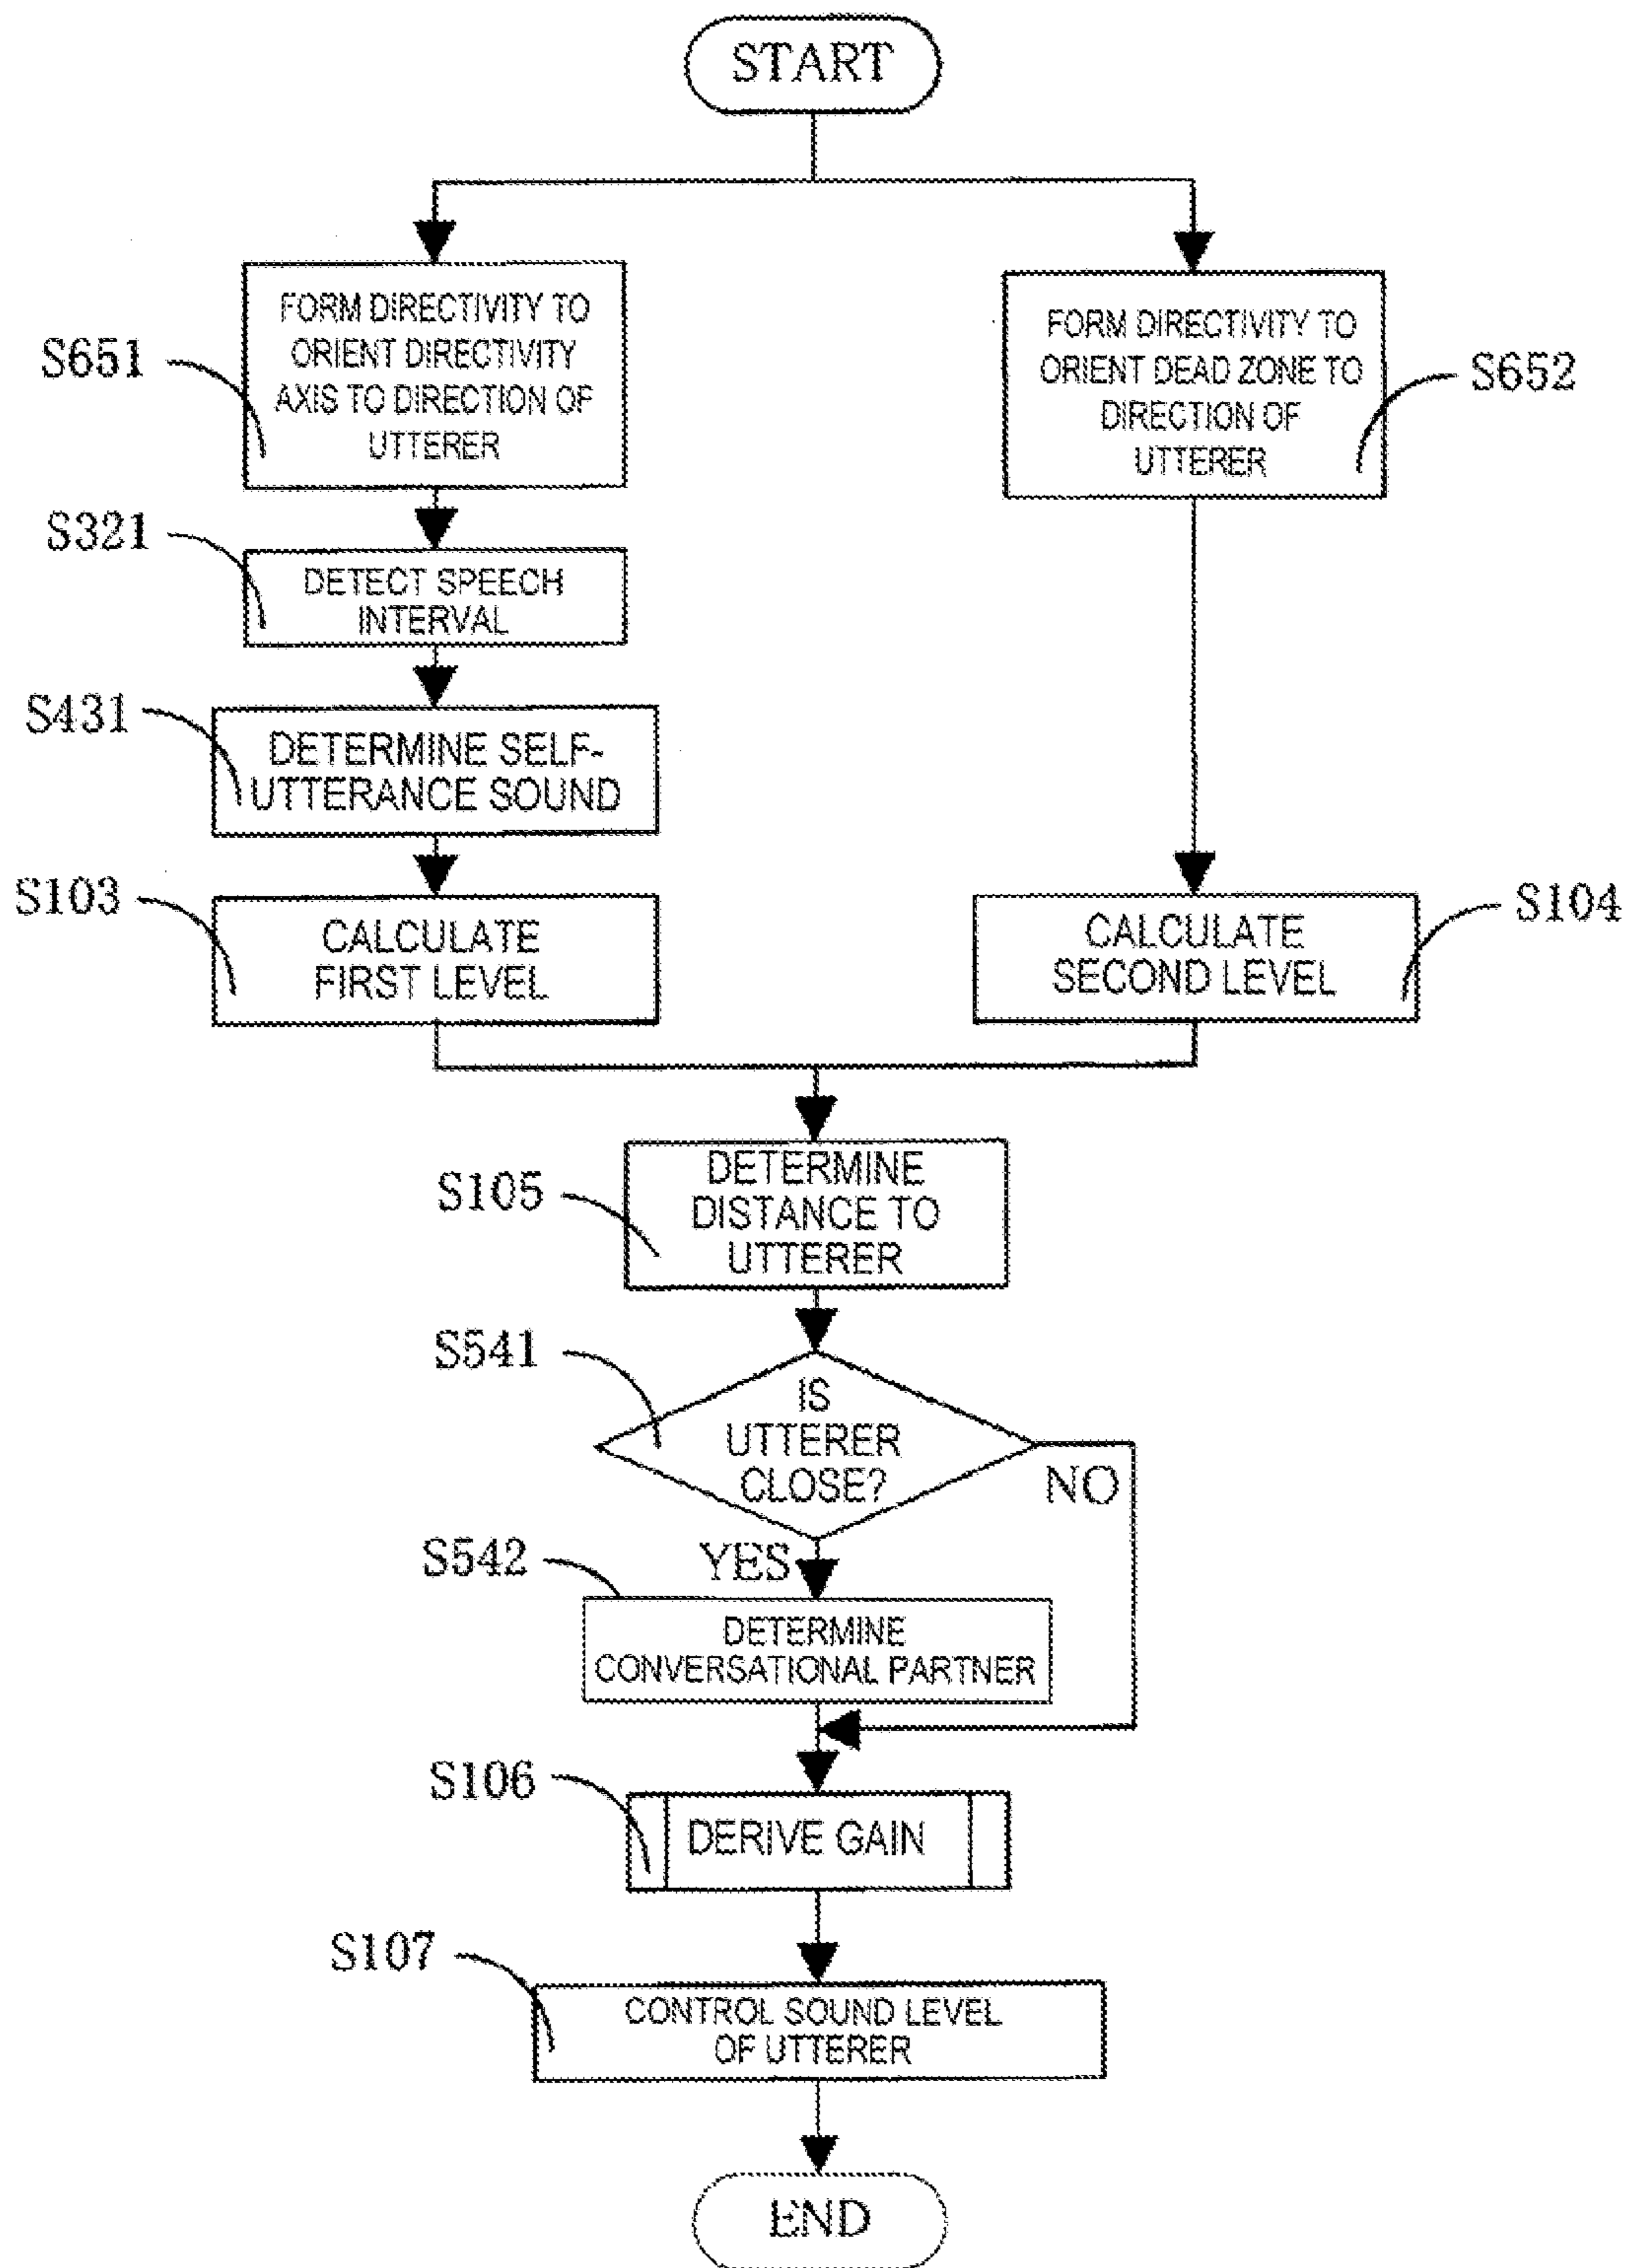 START
FORM DIRECTIVITY TO
ORIENT DIRECTIVITY
AXIS TO DIRECTION OF
UTTERER
S651
FORM DIRECTIVITY TO
ORIENT DEAD ZONE TO
DIRECTION OF
UTTERER
S652
S321
DETECT SPEECH
INTERVAL
S431
DETERMINE SELF-
UTTERANCE SOUND
S103
CALCULATE
FIRST LEVEL
CALCULATE
SECOND LEVEL
S104
S105
DETERMINE
DISTANCE TO
UTTERER
S541
IS
UTTERER
CLOSE?
NO
YES
S542
DETERMINE
CONVERSATIONAL PARTNER
S106
DERIVE GAIN
S107
CONTROL SOUND LEVEL
OF UTTERER
END